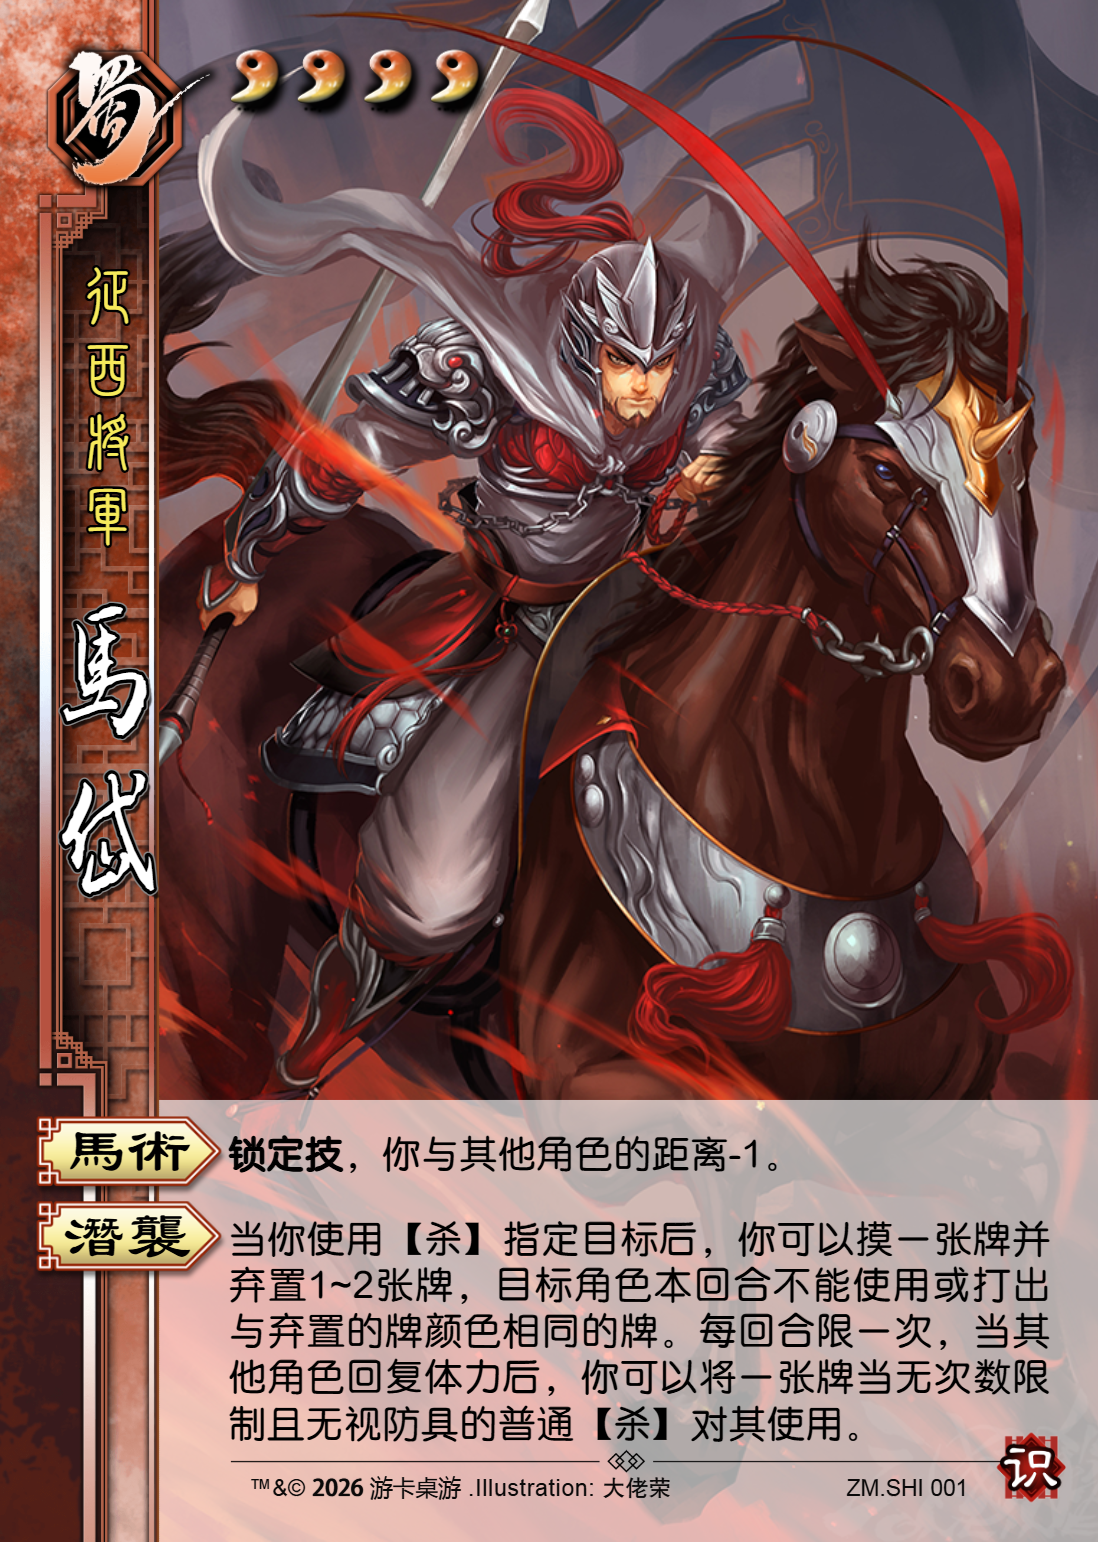 蜀
征西將軍
馬岱
馬術
锁定技，你与其他角色的距离-1。
潛襲
当你使用【杀】指定目标后，你可以摸一张牌并
弃置1~2张牌，目标角色本回合不能使用或打出
与弃置的牌颜色相同的牌。每回合限一次，当其
他角色回复体力后，你可以将一张牌当无次数限
制且无视防具的普通【杀】对其使用。
™&© 2026 游卡桌游 .Illustration: 大佬荣
ZM.SHI 001
识